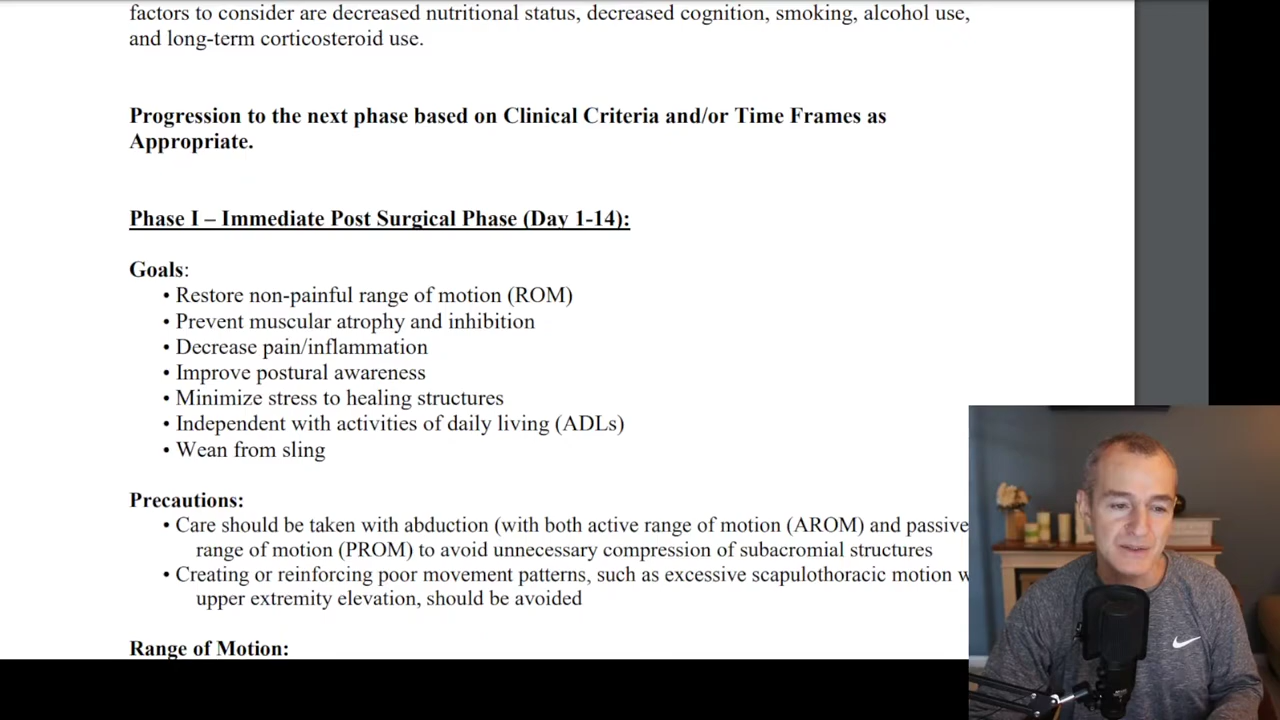 factors to consider are decreased nutritional status, decreased cognition, smoking, alcohol use,
and long-term corticosteroid use.
Progression to the next phase based on Clinical Criteria and/or Time Frames as
Appropriate.
Phase I – Immediate Post Surgical Phase (Day 1-14):
Goals:
• Restore non-painful range of motion (ROM)
• Prevent muscular atrophy and inhibition
• Decrease pain/inflammation
• Improve postural awareness
• Minimize stress to healing structures
• Independent with activities of daily living (ADLs)
• Wean from sling
Precautions:
• Care should be taken with abduction (with both active range of motion (AROM) and passive
range of motion (PROM) to avoid unnecessary compression of subacromial structures
• Creating or reinforcing poor movement patterns, such as excessive scapulothoracic motion
upper extremity elevation, should be avoided
Range of Motion: